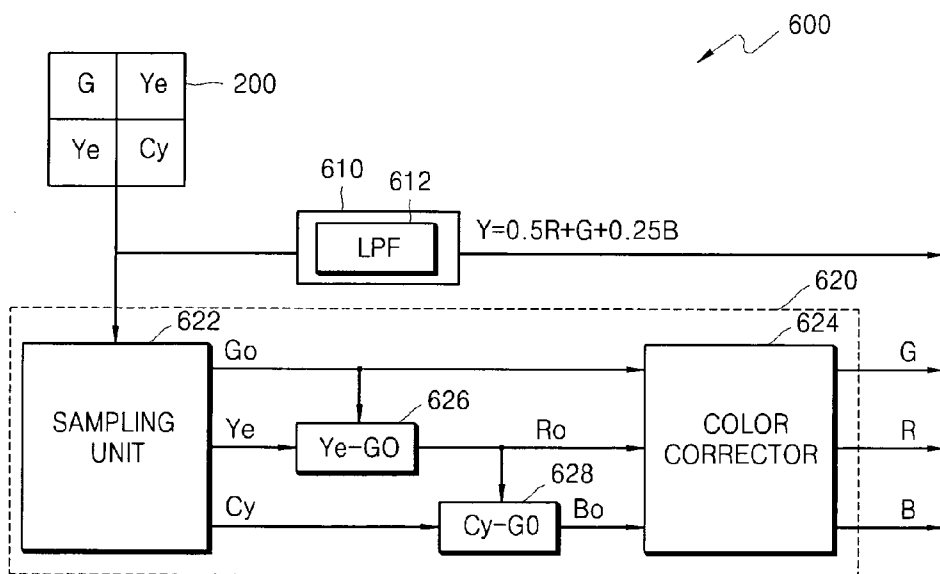 600
G Ye
200
Ye Cy
610
612
LPF
Y=0.5R+G+0.25B
620
622
624
Go
G
626
SAMPLING
UNIT
Ye
Ye-GO
Ro
COLOR
CORRECTOR
R
628
Cy
Cy-G0
Bo
B